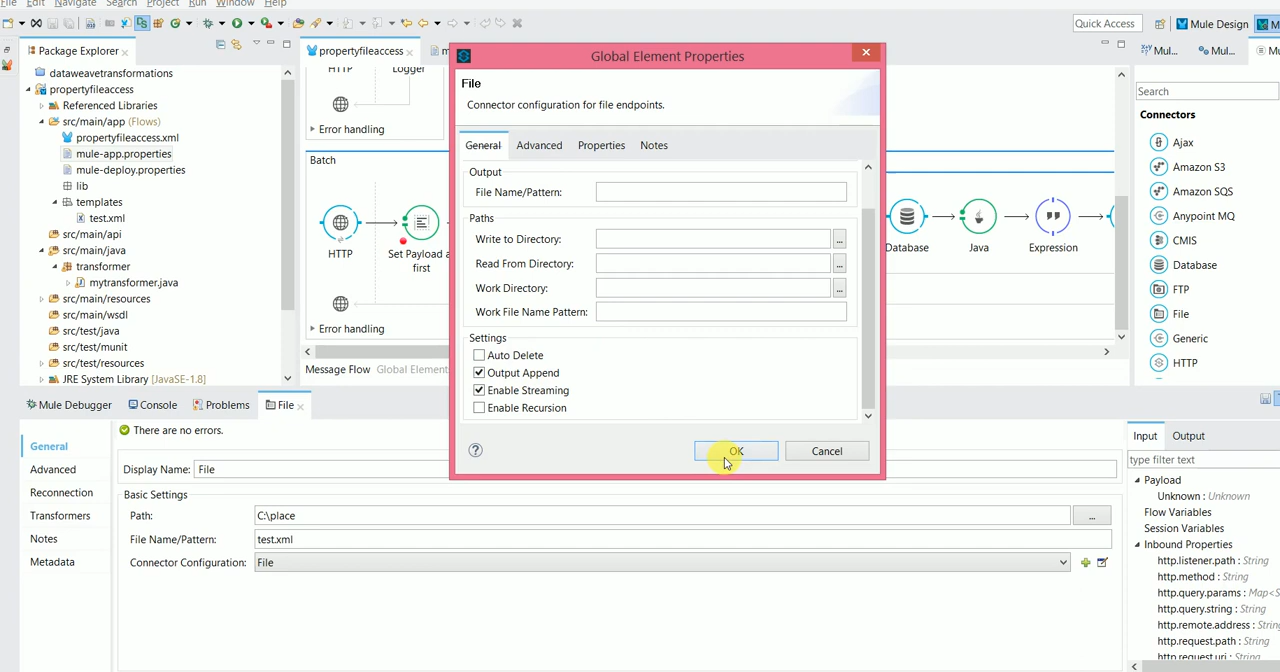 File Edit Navigate Search Project Run Window Help
Quick Access
Mule Design
M
Package Explorer
dataweavetransformations
propertyfileaccess
Referenced Libraries
src/main/app (Flows)
propertyfileaccess.xml
mule-app.properties
mule-deploy.properties
lib
templates
test.xml
src/main/api
src/main/java
transformer
mytransformer.java
src/main/resources
src/main/wsdl
src/test/java
src/test/munit
src/test/resources
JRE System Library [JavaSE-1.8]
propertyfileaccess
m
HTTP
Logger
Error handling
Batch
HTTP
Set Payload a
first
Error handling
Message Flow Global Element
Database
Java
Expression
Global Element Properties
File
Connector configuration for file endpoints.
General Advanced Properties Notes
Output
File Name/Pattern:
Paths
Write to Directory:
...
Read From Directory:
...
Work Directory:
...
Work File Name Pattern:
Settings
Auto Delete
Output Append
Enable Streaming
Enable Recursion
OK
Cancel
Mul...
Mul...
Mu
Search
Connectors
Ajax
Amazon S3
Amazon SQS
Anypoint MQ
CMIS
Database
FTP
File
Generic
HTTP
Mule Debugger
Console
Problems
File
General
Advanced
Reconnection
Transformers
Notes
Metadata
There are no errors.
Display Name: File
Basic Settings
Path: C:\place
...
File Name/Pattern: test.xml
Connector Configuration: File
Input Output
type filter text
Payload
Unknown : Unknown
Flow Variables
Session Variables
Inbound Properties
http.listener.path : String
http.method : String
http.query.params : Map<S
http.query.string : String
http.remote.address : String
http.request.path : String
http.request.uri : String